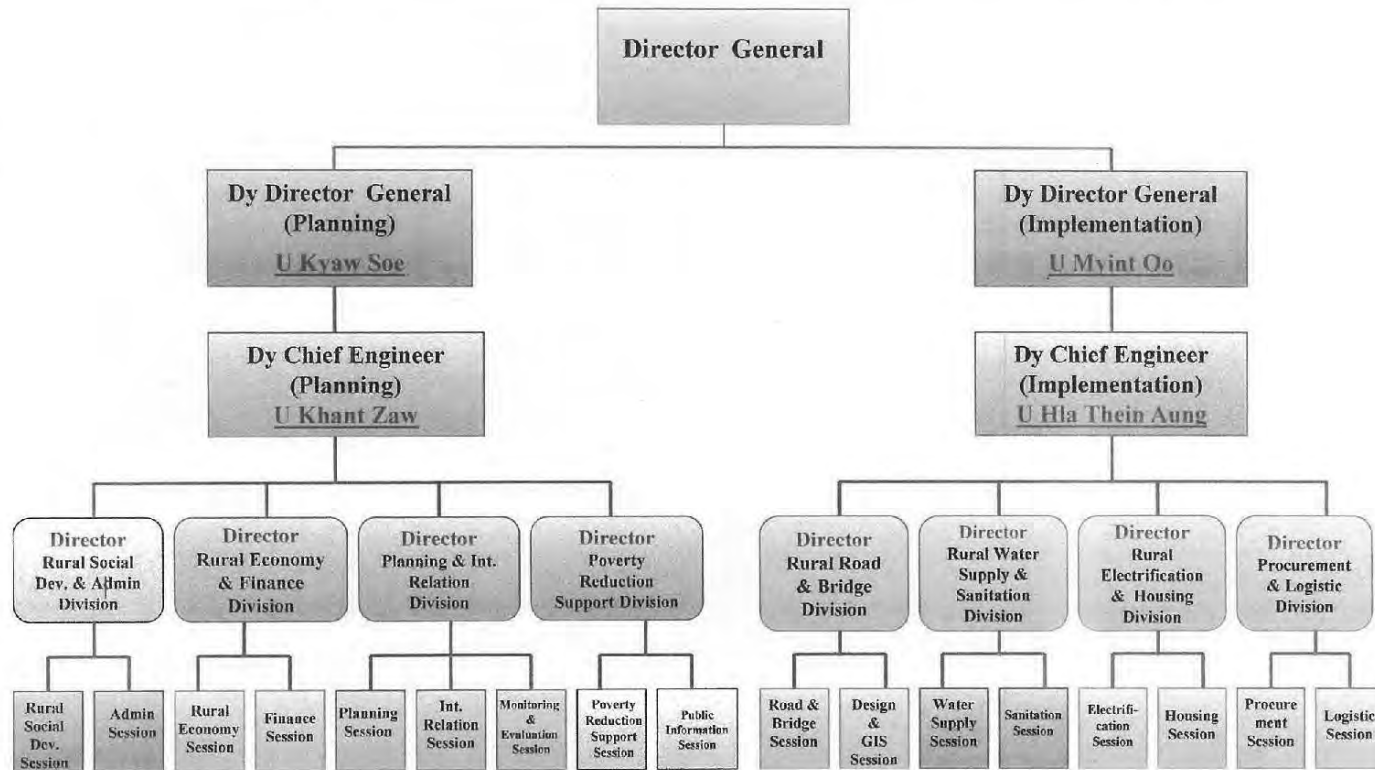 Director General
Dy Director General
(Planning)
U Kyaw Soe
Dy Director General
(Implementation)
U Myint Oo
Dy Chief Engineer
(Planning)
U Khant Zaw
Dy Chief Engineer
(Implementation)
U Hla Thein Aung
Director
Rural Social
Dev. & Admin
Division
Director
Rural Economy
& Finance
Division
Director
Planning & Int.
Relation
Division
Director
Poverty
Reduction
Support Division
Director
Rural Road
& Bridge
Division
Director
Rural Water
Supply &
Sanitation
Division
Director
Rural
Electrification
& Housing
Division
Director
Procurement
& Logistic
Division
Rural
Social
Dev.
Session
Admin
Session
Rural
Economy
Session
Finance
Session
Planning
Session
Int.
Relation
Session
Monitoring
&
Evaluation
Session
Poverty
Reduction
Support
Session
Public
Information
Session
Road &
Bridge
Session
Design
&
GIS
Session
Water
Supply
Session
Sanitation
Session
Electrifi-
cation
Session
Housing
Session
Procure
ment
Session
Logistic
Session